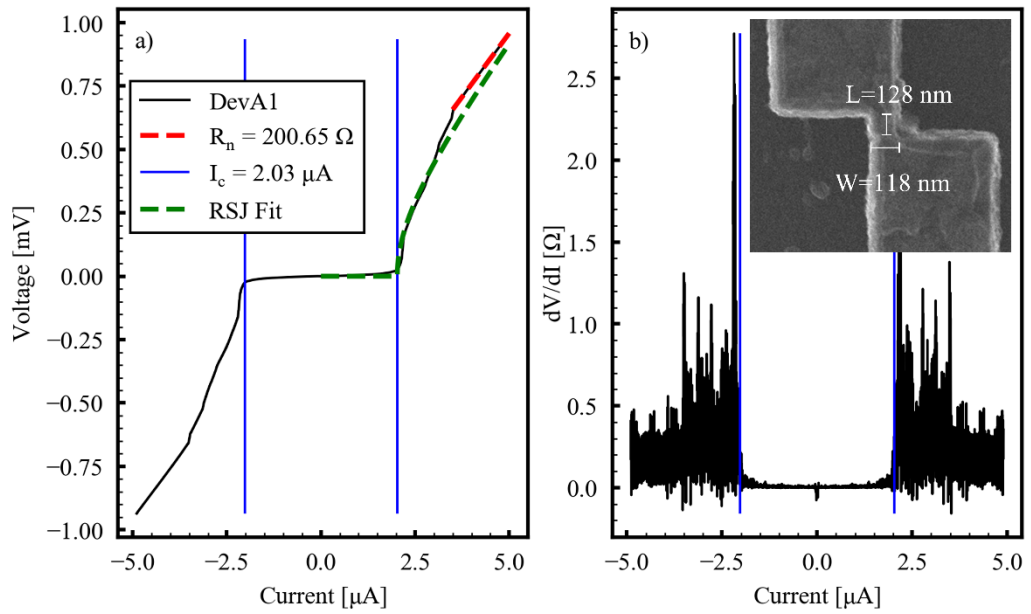 a)
DevA1
Rₙ = 200.65 Ω
I_c = 2.03 μA
RSJ Fit
1.00
0.75
0.50
0.25
0.00
−0.25
−0.50
−0.75
−1.00
Voltage [mV]
−5.0 −2.5 0.0 2.5 5.0
Current [μA]
b)
L=128 nm
W=118 nm
2.5
2.0
1.5
1.0
0.5
0.0
dV/dI [Ω]
−5.0 −2.5 0.0 2.5 5.0
Current [μA]